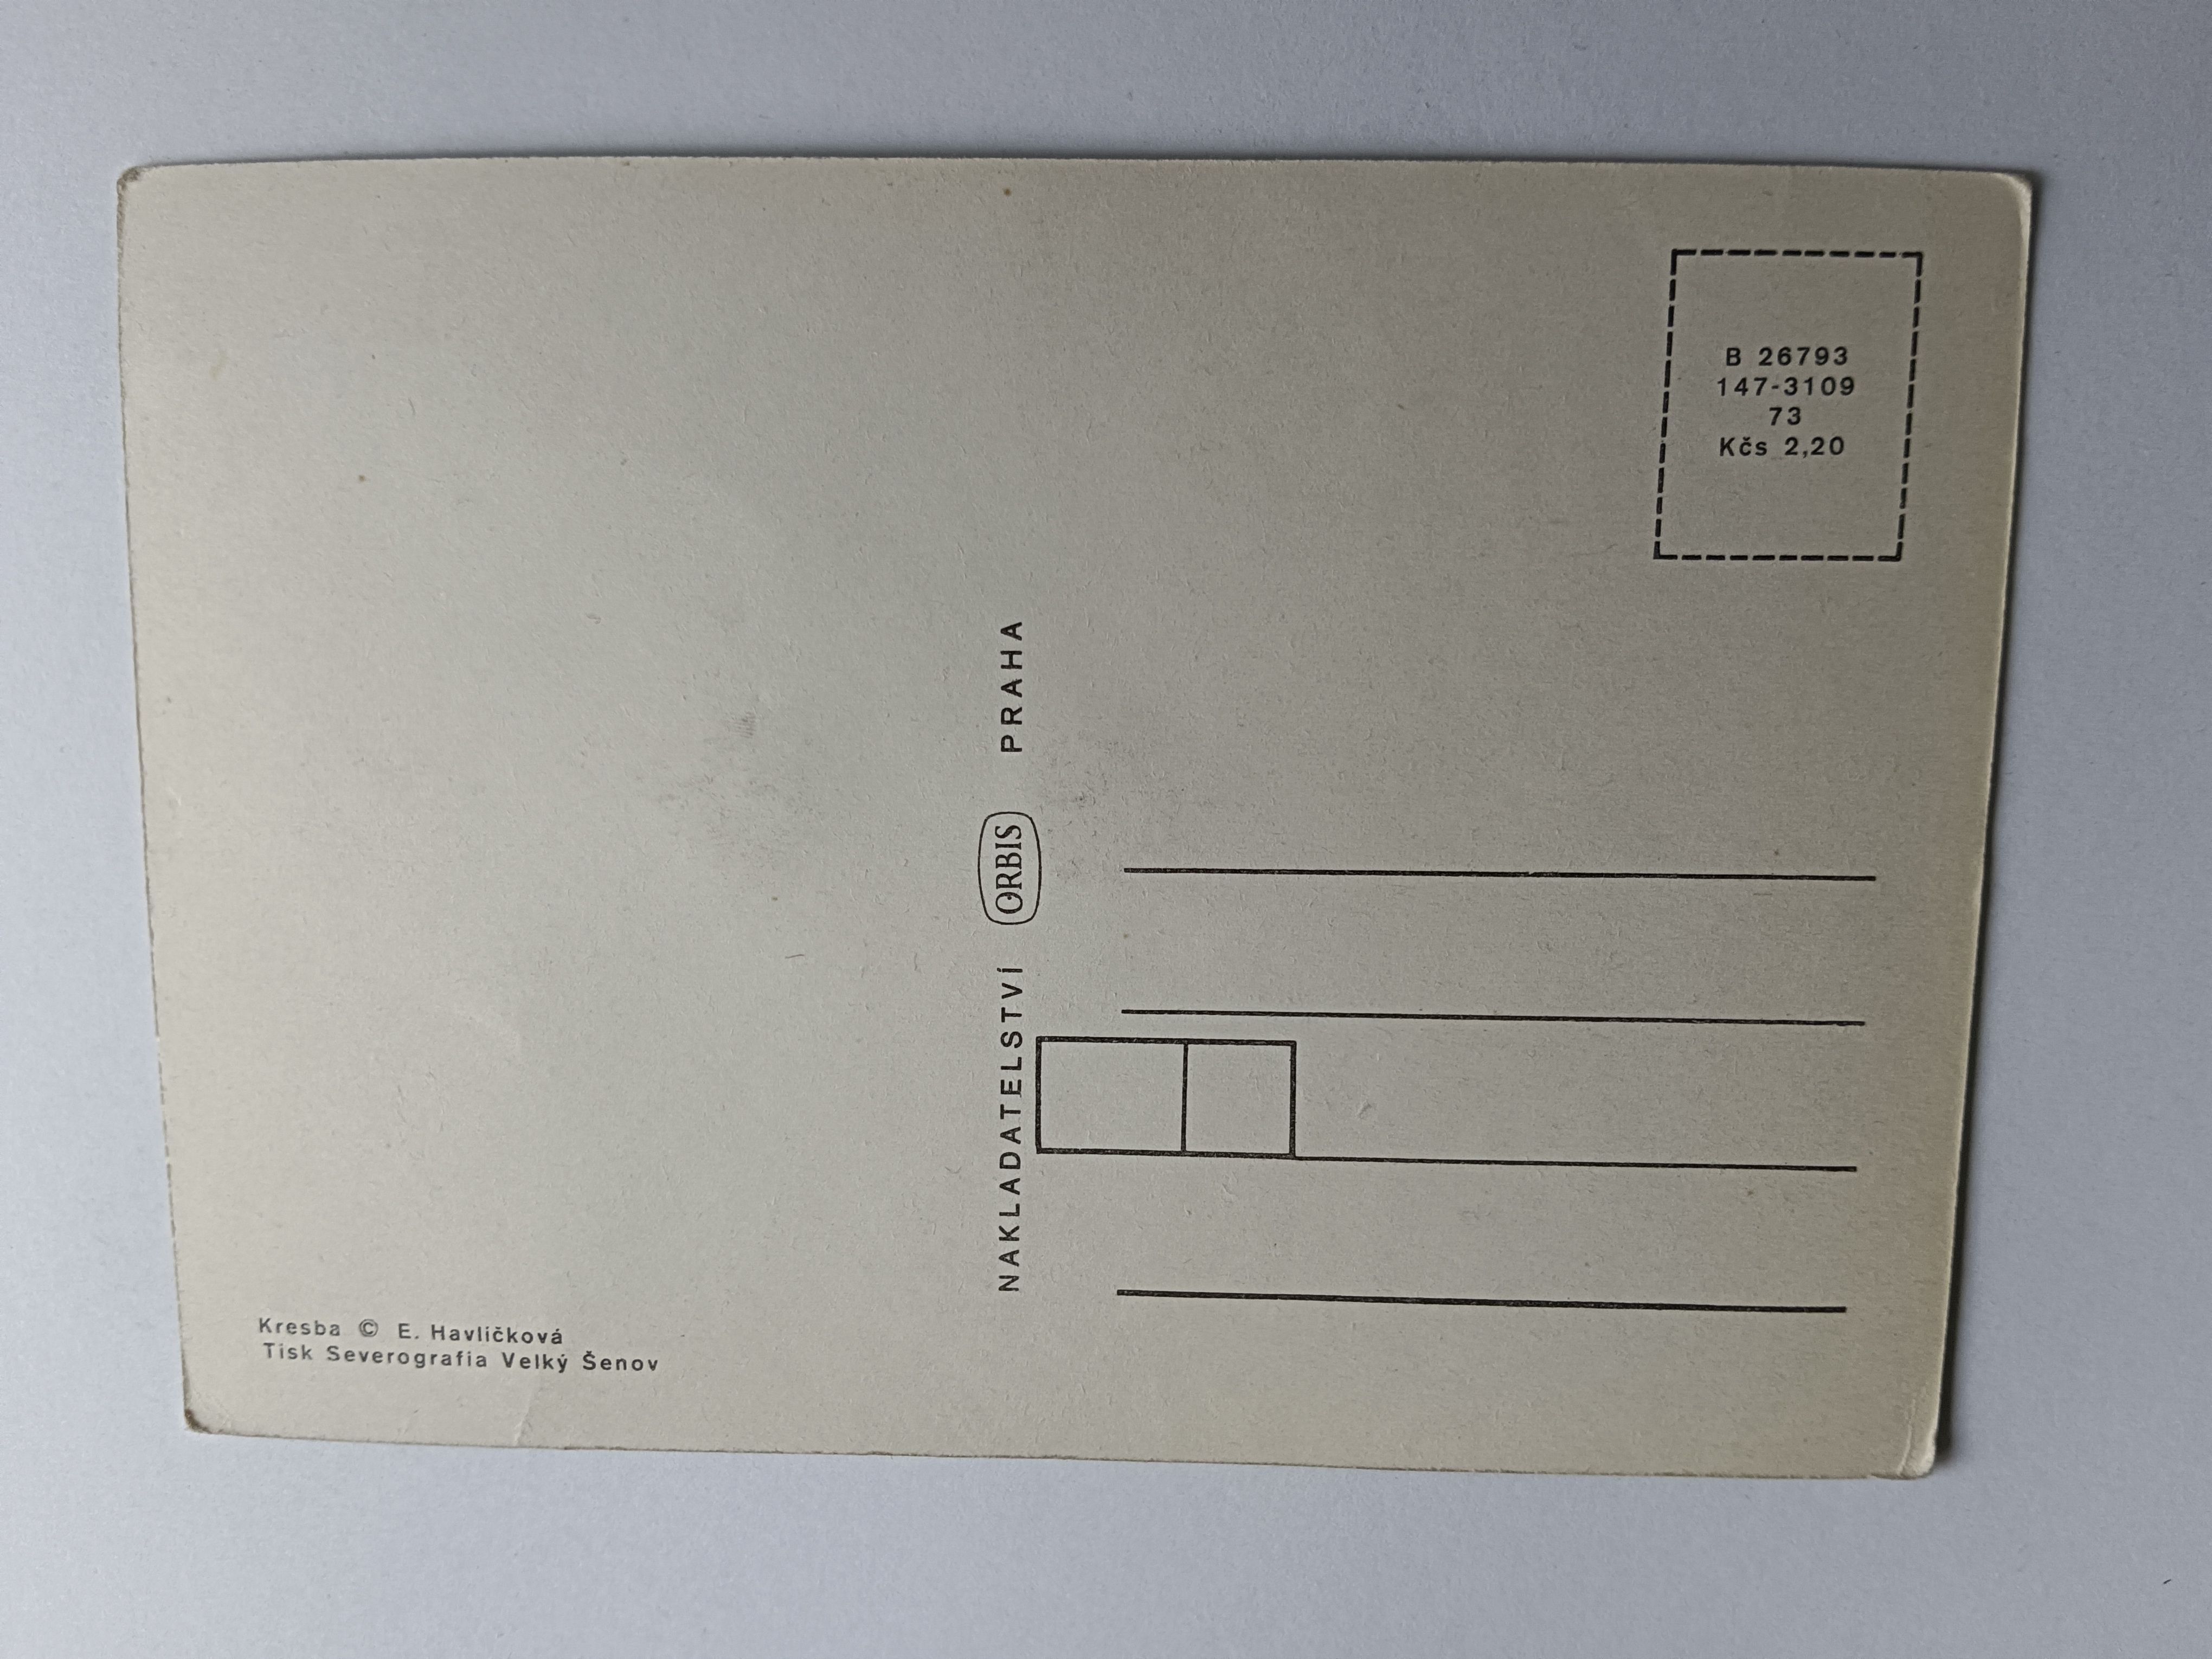 B 26793
147-3109
73
Kčs 2,20
NAKLADATELSTVÍ ORBIS PRAHA
Kresba © E. Havlíčková
Tisk Severografia Velký Šenov